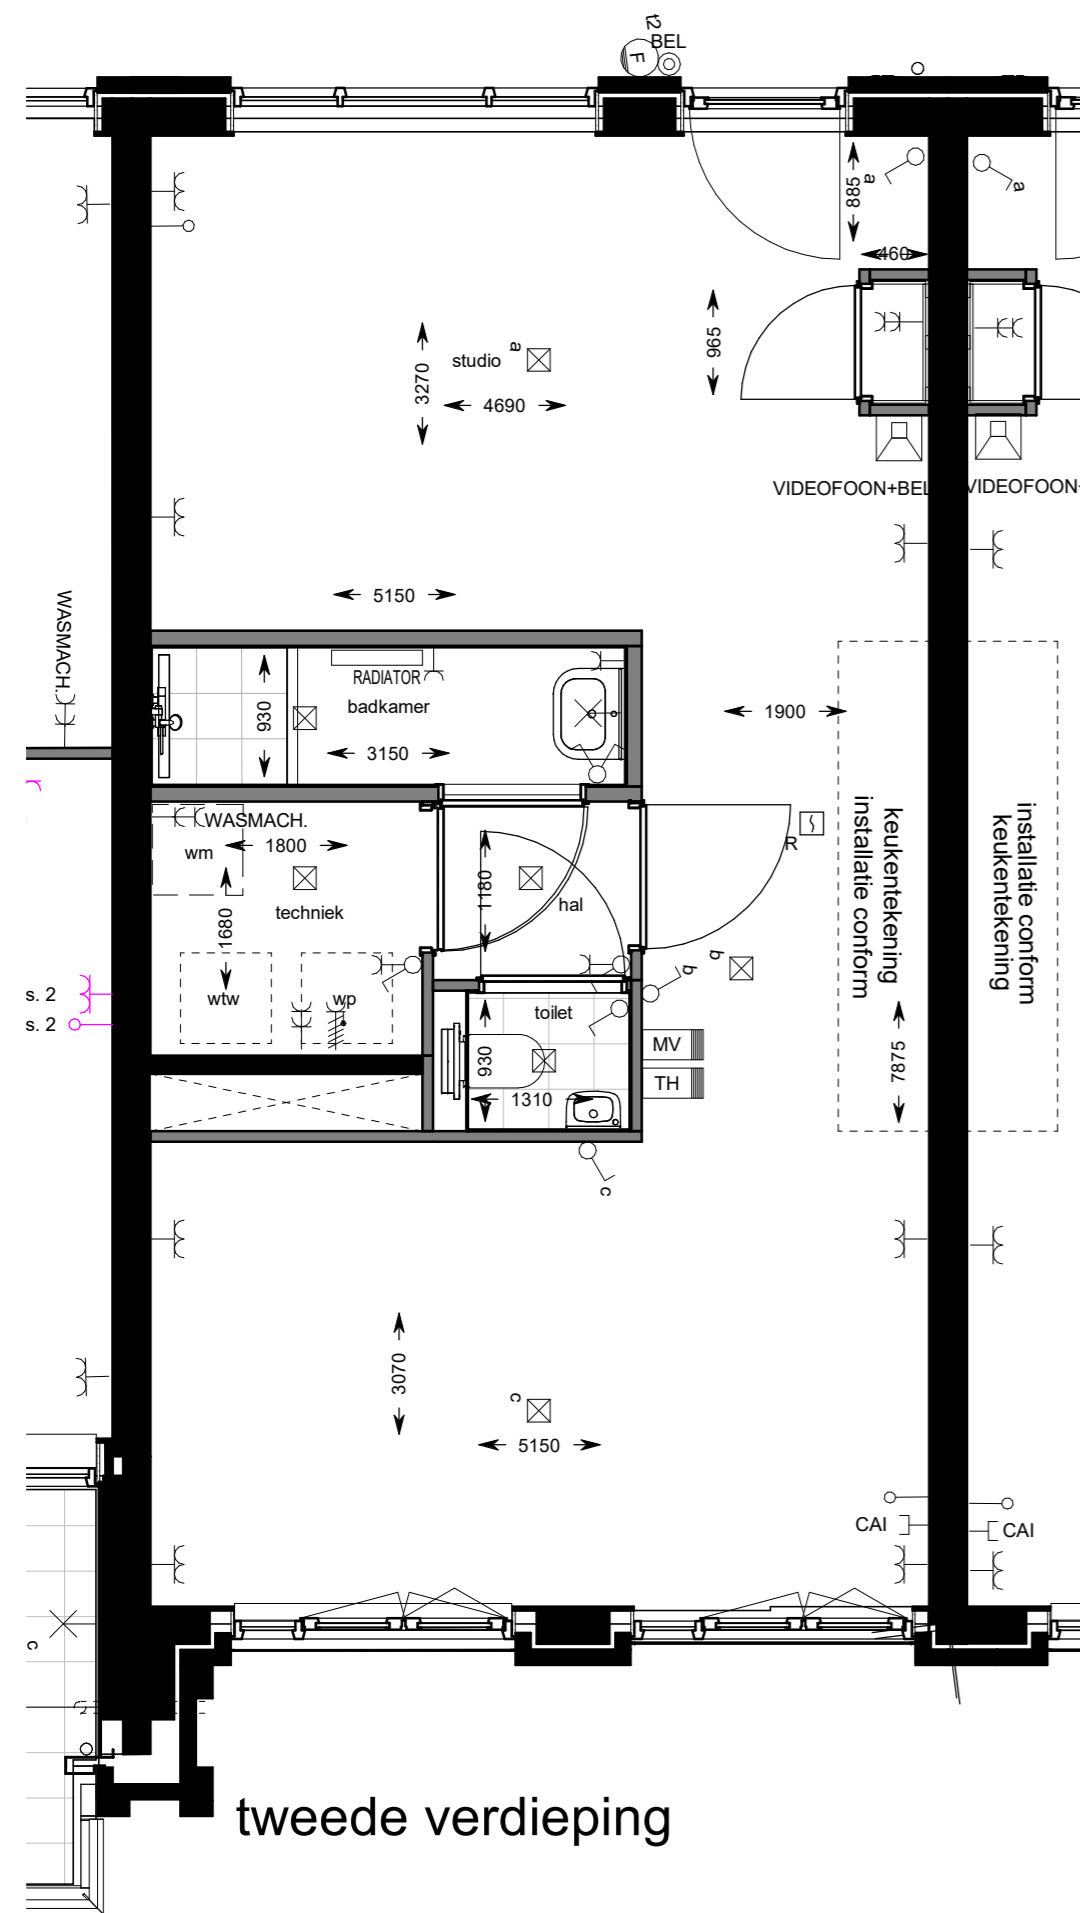 t2
F
BEL
a
885
a
460
965
a
studio
3270
4690
VIDEOFOON+BEL
VIDEOFOON+
5150
WASMACH.
RADIATOR
badkamer
930
3150
1900
WASMACH.
wm
1800
1180
hal
R
techniek
1680
keukentekening
installatie conform
installatie conform
keukentekening
b
b
s. 2
s. 2
wtw
wp
toilet
930
1310
MV
TH
7875
c
3070
c
5150
CAI
CAI
c
tweede verdieping